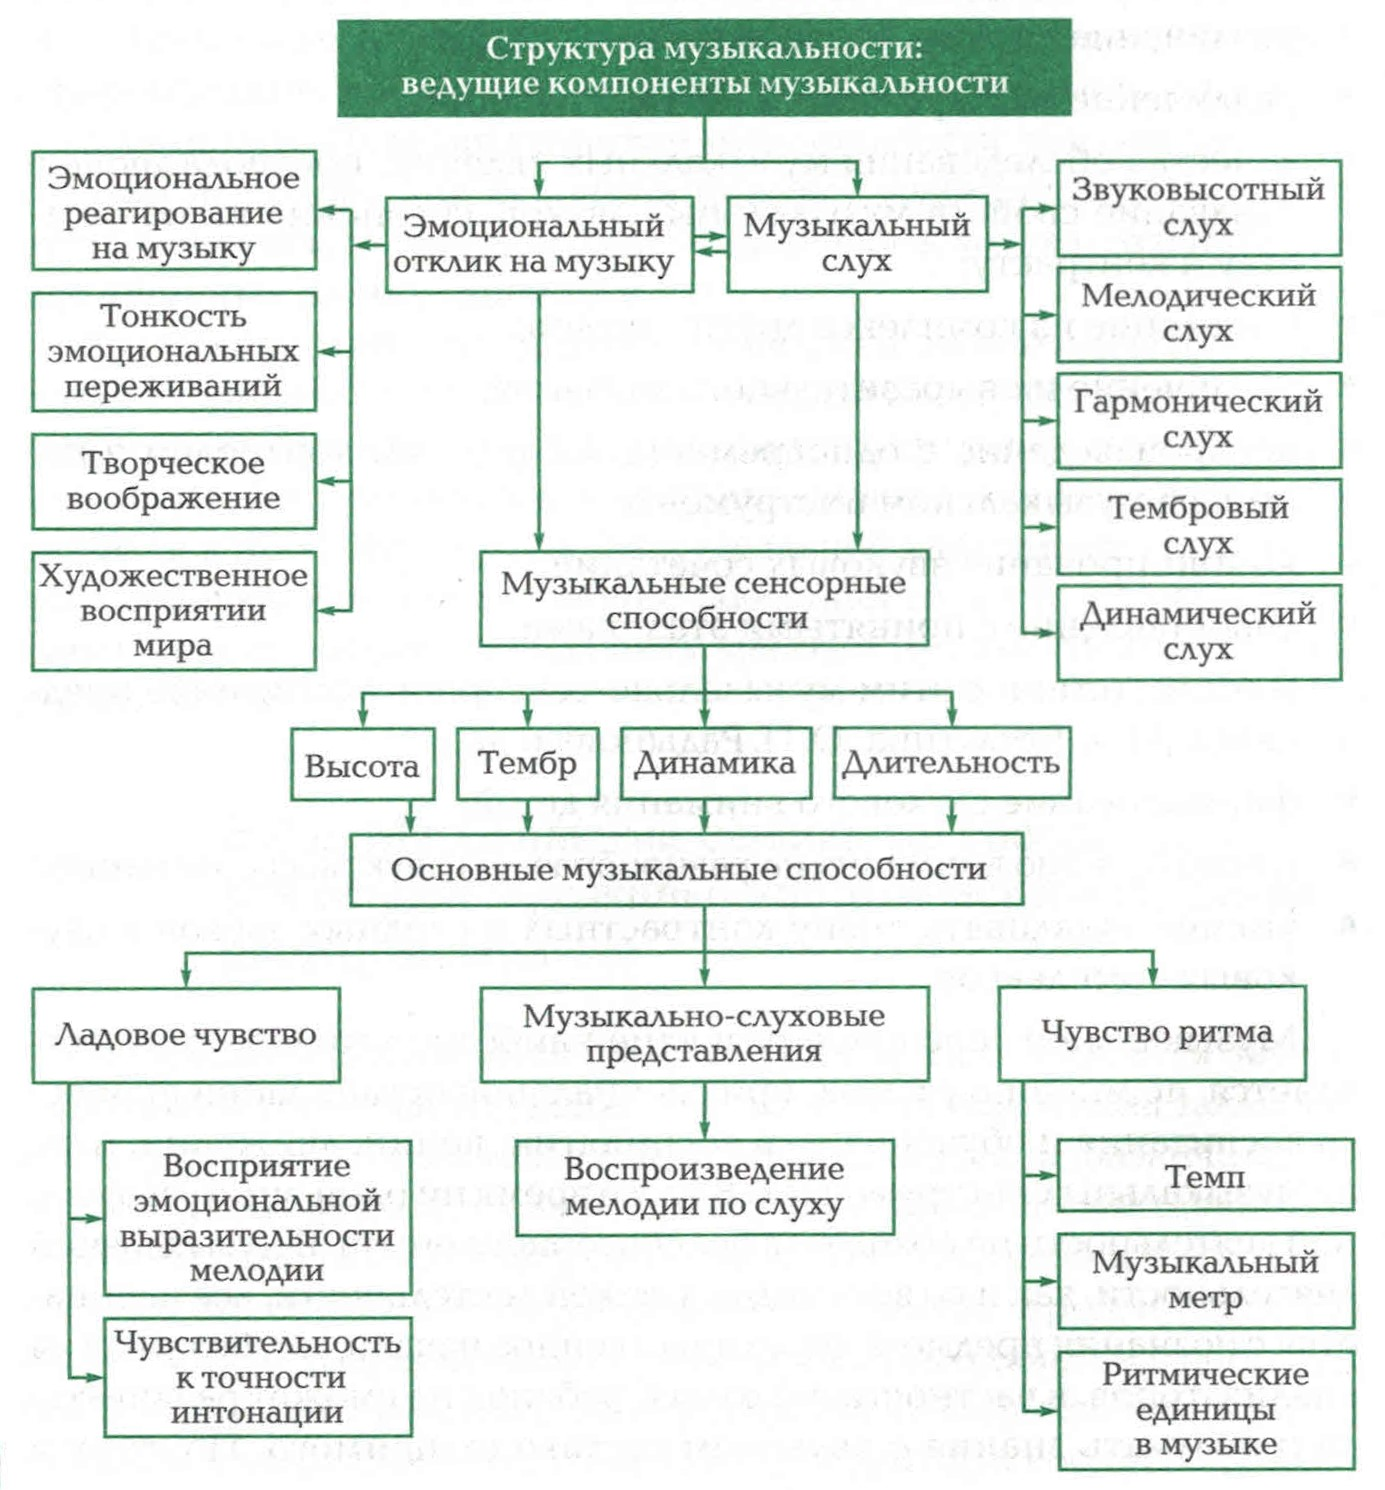 Структура музыкальности:
ведущие компоненты музыкальности
Эмоциональное
реагирование
на музыку
Тонкость
эмоциональных
переживаний
Творческое
воображение
Художественное
восприятии
мира
Эмоциональный
отклик на музыку
Музыкальный
слух
Звуковысотный
слух
Мелодический
слух
Гармонический
слух
Тембровый
слух
Динамический
слух
Музыкальные сенсорные
способности
Высота
Тембр
Динамика
Длительность
Основные музыкальные способности
Ладовое чувство
Музыкально-слуховые
представления
Чувство ритма
Восприятие
эмоциональной
выразительности
мелодии
Чувствительность
к точности
интонации
Воспроизведение
мелодии по слуху
Темп
Музыкальный
метр
Ритмические
единицы
в музыке